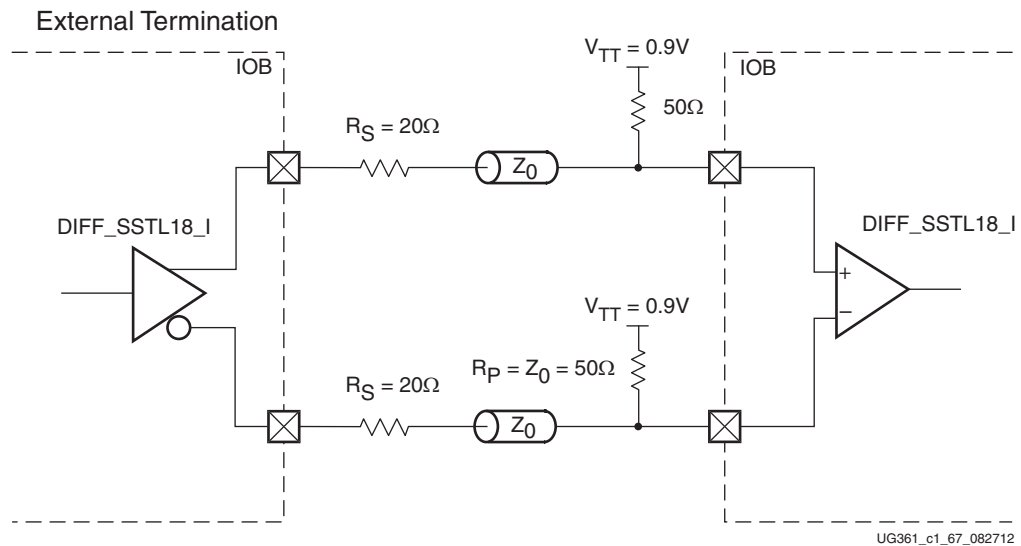 External Termination
IOB
V_TT = 0.9V
IOB
50Ω
R_S = 20Ω
Z_0
DIFF_SSTL18_I
DIFF_SSTL18_I
+
–
V_TT = 0.9V
R_P = Z_0 = 50Ω
R_S = 20Ω
Z_0
UG361_c1_67_082712